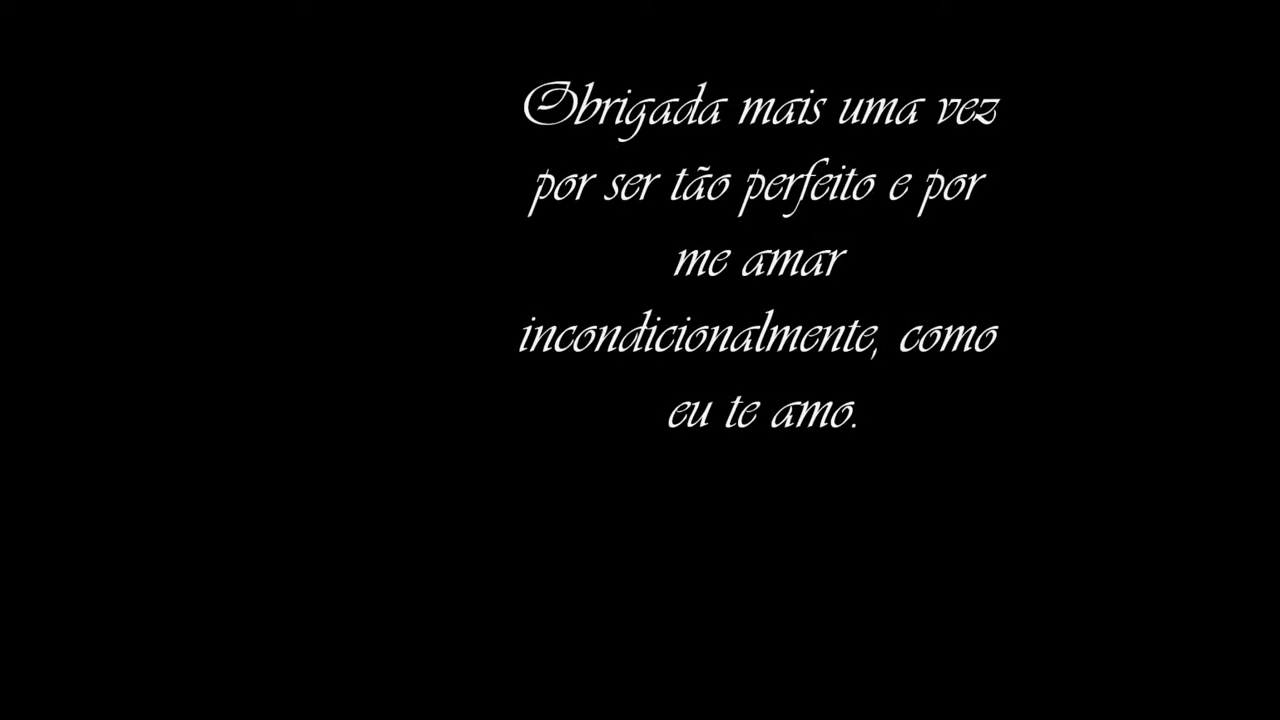 Obrigada mais uma vez
por ser tão perfeito e por
me amar
incondicionalmente, como
eu te amo.